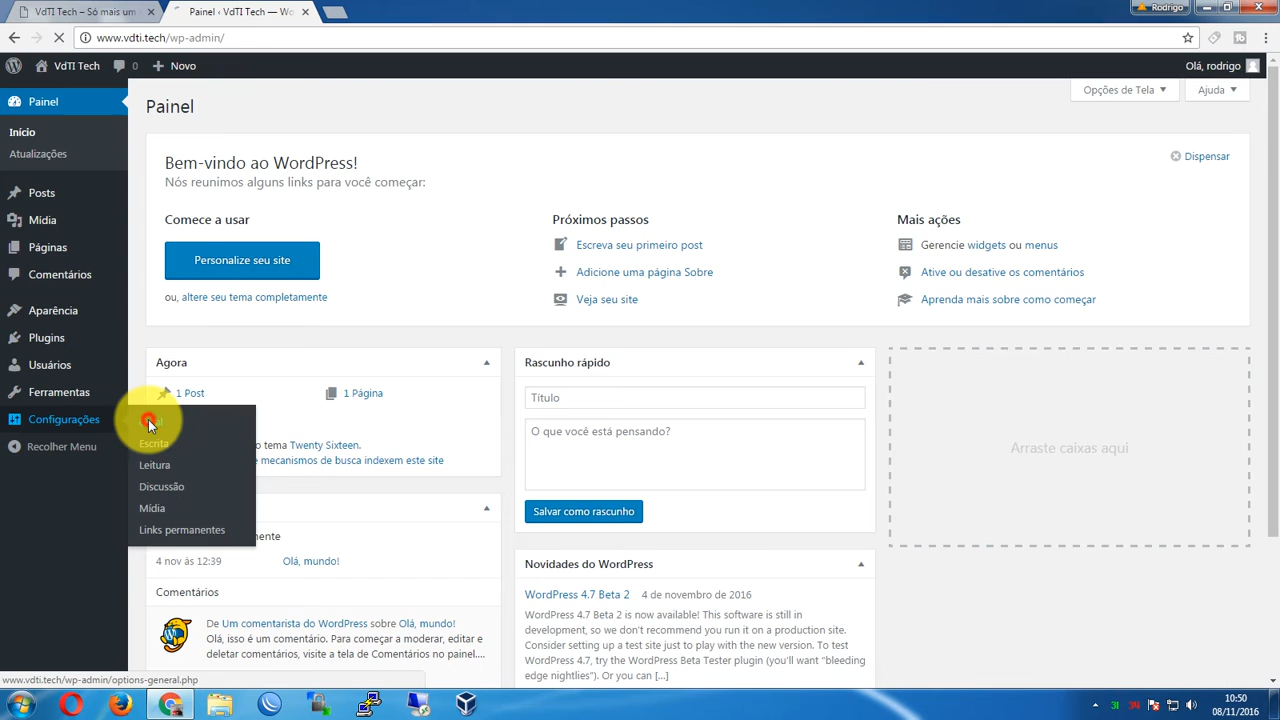 VdTI Tech – Só mais um
Painel ‹ VdTI Tech — Wo
Rodrigo
www.vdti.tech/wp-admin/
VdTI Tech
0
Novo
Olá, rodrigo
Painel
Início
Atualizações
Posts
Mídia
Páginas
Comentários
Aparência
Plugins
Usuários
Ferramentas
Configurações
Recolher Menu
Escrita
Leitura
Discussão
Mídia
Links permanentes
Painel
Opções de Tela
Ajuda
Bem-vindo ao WordPress!
Nós reunimos alguns links para você começar:
Dispensar
Comece a usar
Personalize seu site
ou, altere seu tema completamente
Próximos passos
Escreva seu primeiro post
Adicione uma página Sobre
Veja seu site
Mais ações
Gerencie widgets ou menus
Ative ou desative os comentários
Aprenda mais sobre como começar
Agora
1 Post
1 Página
o tema Twenty Sixteen.
e mecanismos de busca indexem este site
4 nov às 12:39
Olá, mundo!
Comentários
De Um comentarista do WordPress sobre Olá, mundo!
Olá, isso é um comentário. Para começar a moderar, editar e
deletar comentários, visite a tela de Comentários no painel.…
Rascunho rápido
Título
O que você está pensando?
Salvar como rascunho
Novidades do WordPress
WordPress 4.7 Beta 2 4 de novembro de 2016
WordPress 4.7 Beta 2 is now available! This software is still in
development, so we don't recommend you run it on a production site.
Consider setting up a test site just to play with the new version. To
test WordPress 4.7, try the WordPress Beta Tester plugin (you'll want “bleeding
edge nightlies”). Or you can […]
Arraste caixas aqui
www.vdti.tech/wp-admin/options-general.php
31
34
10:50
08/11/2016